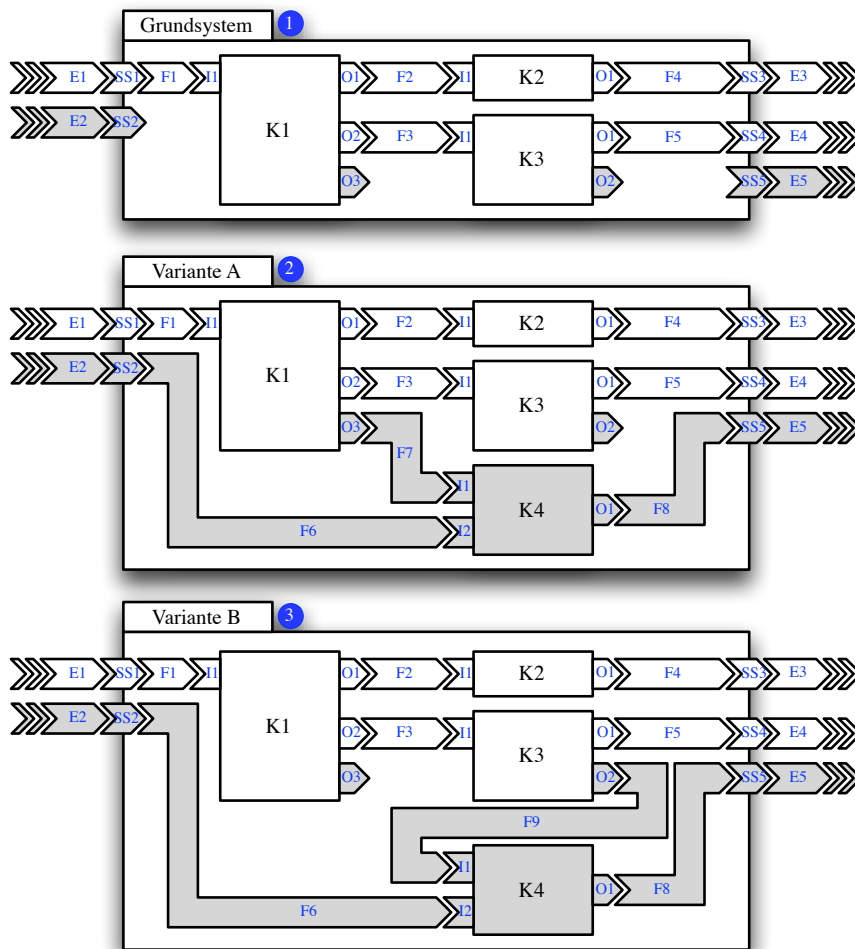 Grundsystem 1
E1 SS1 F1 I1 O1 F2 I1 K2 O1 F4 SS3 E3
E2 SS2 K1 O2 F3 I1 K3 O1 F5 SS4 E4
O3 O2 SS5 E5
Variante A 2
E1 SS1 F1 I1 O1 F2 I1 K2 O1 F4 SS3 E3
E2 SS2 K1 O2 F3 I1 K3 O1 F5 SS4 E4
O3 O2 SS5 E5
F7
I1 K4 O1 F8
F6 I2
Variante B 3
E1 SS1 F1 I1 O1 F2 I1 K2 O1 F4 SS3 E3
E2 SS2 K1 O2 F3 I1 K3 O1 F5 SS4 E4
O3 O2 SS5 E5
F9
I1 K4 O1 F8
F6 I2